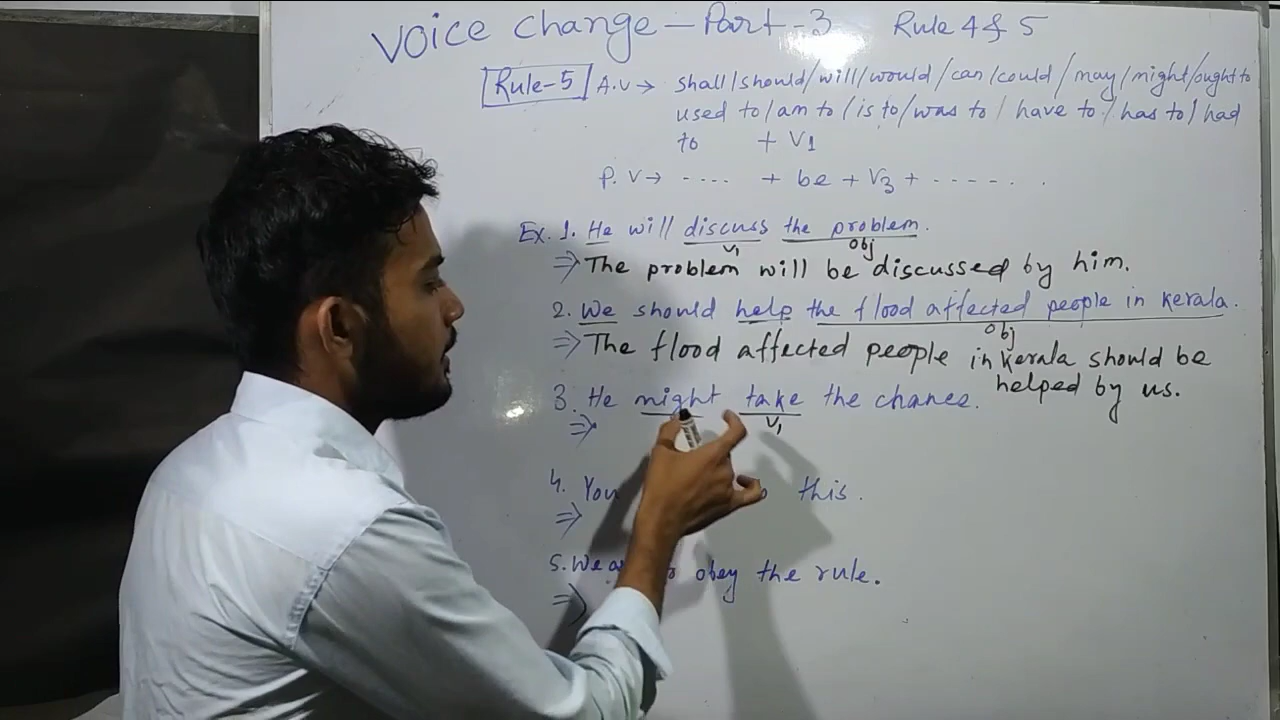 Voice Change - Part - 3 Rule 4 & 5
Rule-5 A.V → shall/should/will/would/can/could/may/might/ought to
used to/am to/is to/was to/have to/has to/had
to + V1
P.V → .... + be + V3 + ------ .
Ex. 1. He will discuss the problem.
V1 Obj
⇒ The problem will be discussed by him.
2. We should help the flood affected people in Kerala.
Obj
⇒ The flood affected people in Kerala should be
helped by us.
3. He might take the chance.
V1
⇒
4. You this.
⇒
5. We obey the rule.
⇒